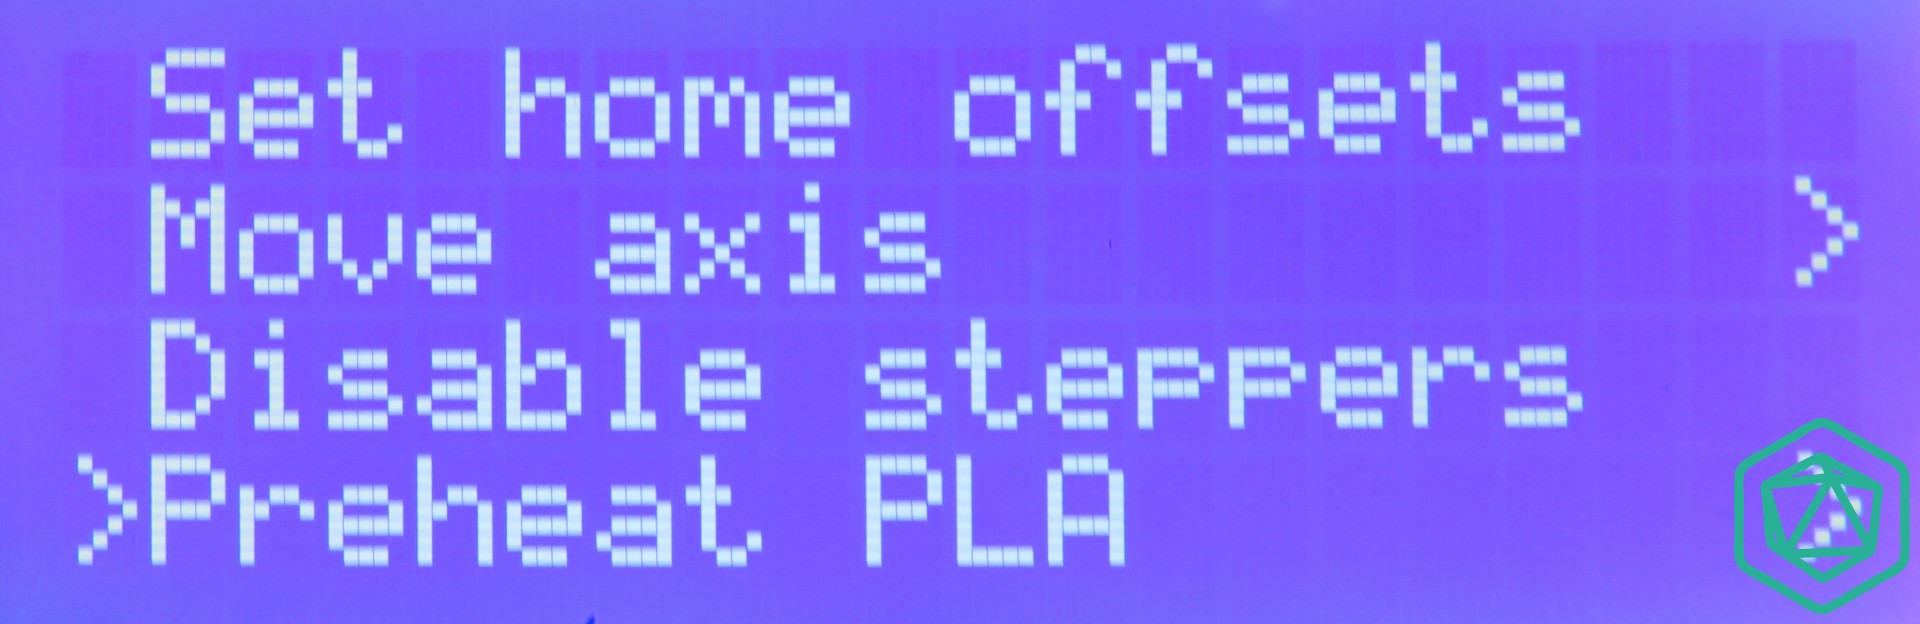 Set home offsets
Move axis >
Disable steppers
>Preheat PLA >